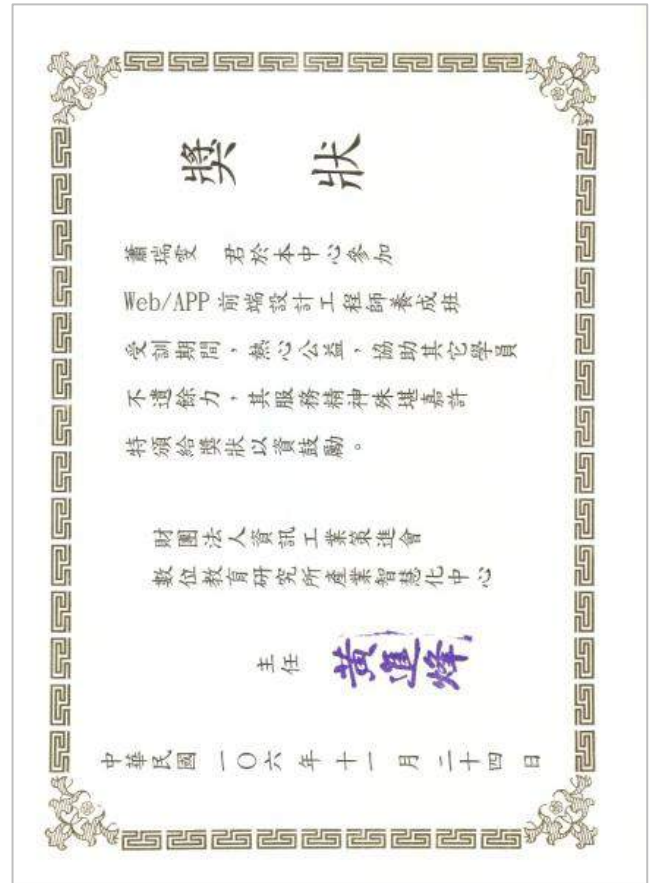 獎狀
蕭瑞雯 君於本中心參加
Web/APP 前端設計工程師養成班
受訓期間,熱心公益,協助其它學員
不遺餘力,其服務精神殊堪嘉許
特頒給獎狀以資鼓勵。
財團法人資訊工業策進會
數位教育研究所產業智慧化中心
主任 黃進烽
中華民國 一〇六 年 十一 月 二十四 日